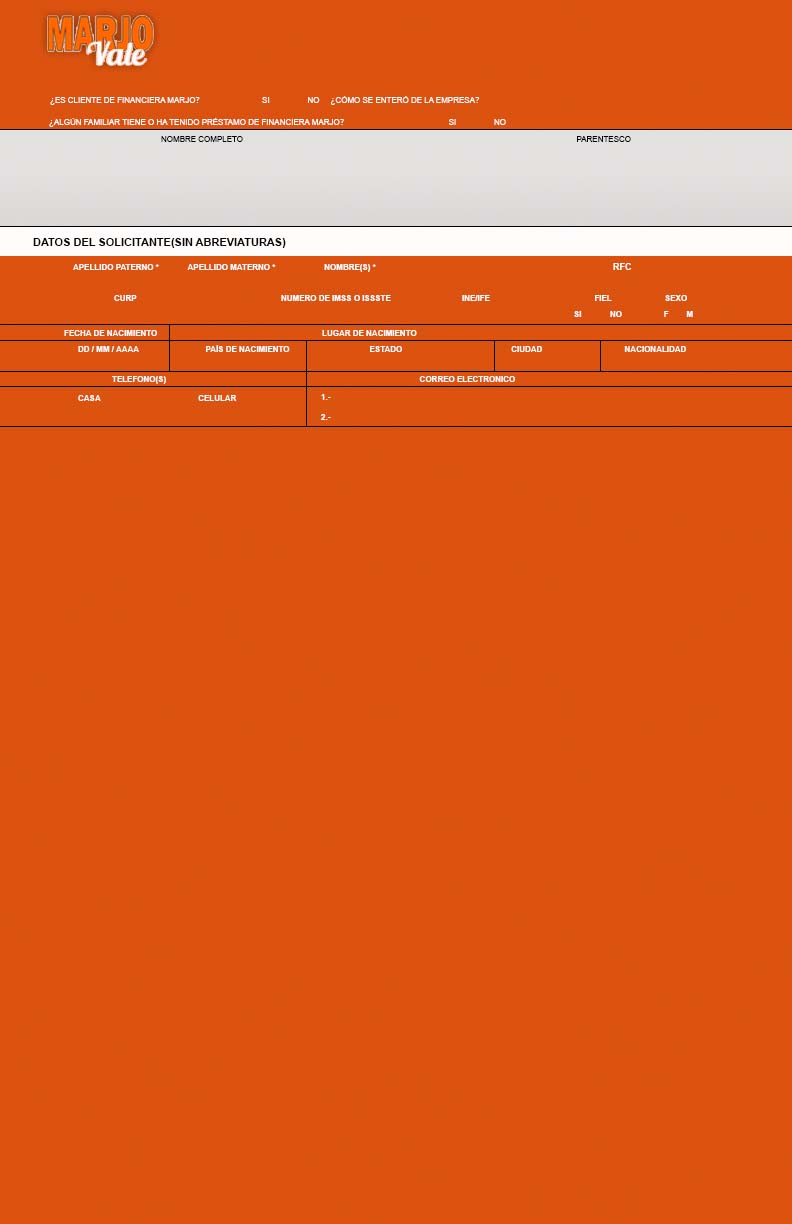 MARJO
Vale
¿ES CLIENTE DE FINANCIERA MARJO? SI NO ¿CÓMO SE ENTERÓ DE LA EMPRESA?
¿ALGÚN FAMILIAR TIENE O HA TENIDO PRÉSTAMO DE FINANCIERA MARJO? SI NO
NOMBRE COMPLETO PARENTESCO
DATOS DEL SOLICITANTE(SIN ABREVIATURAS)
APELLIDO PATERNO * APELLIDO MATERNO * NOMBRE(S) * RFC
CURP NUMERO DE IMSS O ISSSTE INE/IFE FIEL SEXO
SI NO F M
FECHA DE NACIMIENTO LUGAR DE NACIMIENTO
DD / MM / AAAA PAÍS DE NACIMIENTO ESTADO CIUDAD NACIONALIDAD
TELEFONO(S) CORREO ELECTRONICO
CASA CELULAR 1.-
2.-